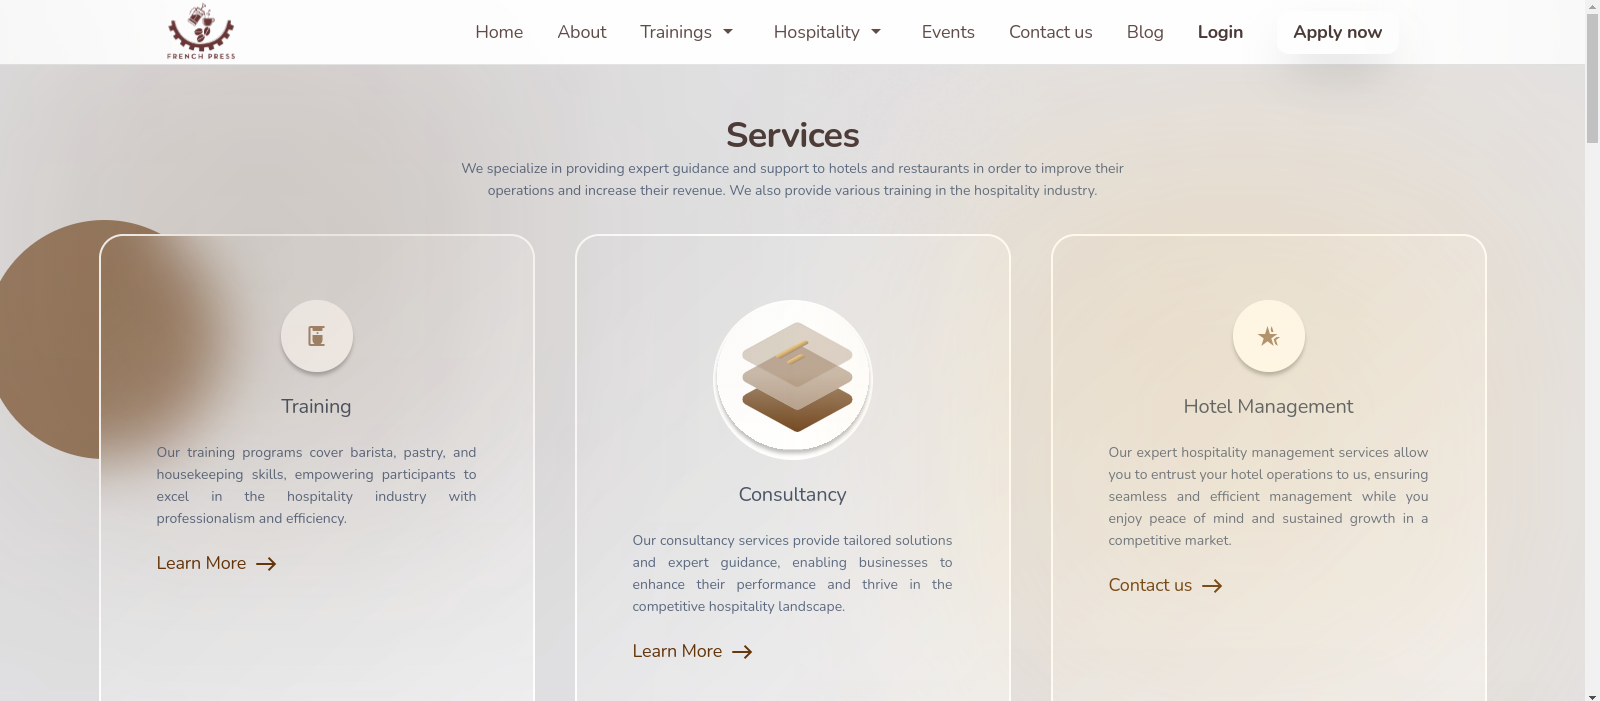 FRENCH PRESS
Home About Trainings Hospitality Events Contact us Blog Login Apply now
Services
We specialize in providing expert guidance and support to hotels and restaurants in order to improve their
operations and increase their revenue. We also provide various training in the hospitality industry.
Training
Our training programs cover barista, pastry, and
housekeeping skills, empowering participants to
excel in the hospitality industry with
professionalism and efficiency.
Learn More
Consultancy
Our consultancy services provide tailored solutions
and expert guidance, enabling businesses to
enhance their performance and thrive in the
competitive hospitality landscape.
Learn More
Hotel Management
Our expert hospitality management services allow
you to entrust your hotel operations to us, ensuring
seamless and efficient management while you
enjoy peace of mind and sustained growth in a
competitive market.
Contact us